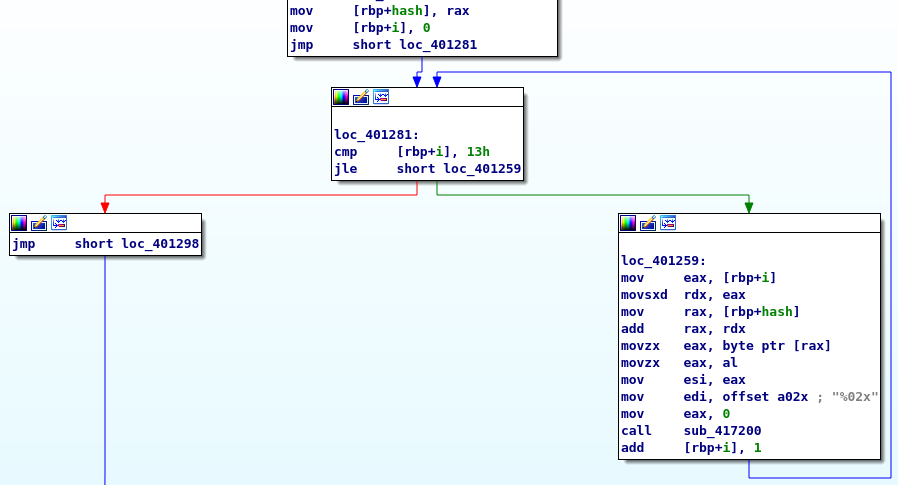 mov     [rbp+hash], rax
mov     [rbp+i], 0
jmp     short loc_401281
loc_401281:
cmp     [rbp+i], 13h
jle     short loc_401259
jmp     short loc_401298
loc_401259:
mov     eax, [rbp+i]
movsxd  rdx, eax
mov     rax, [rbp+hash]
add     rax, rdx
movzx   eax, byte ptr [rax]
movzx   eax, al
mov     esi, eax
mov     edi, offset a02x ; "%02x"
mov     eax, 0
call    sub_417200
add     [rbp+i], 1